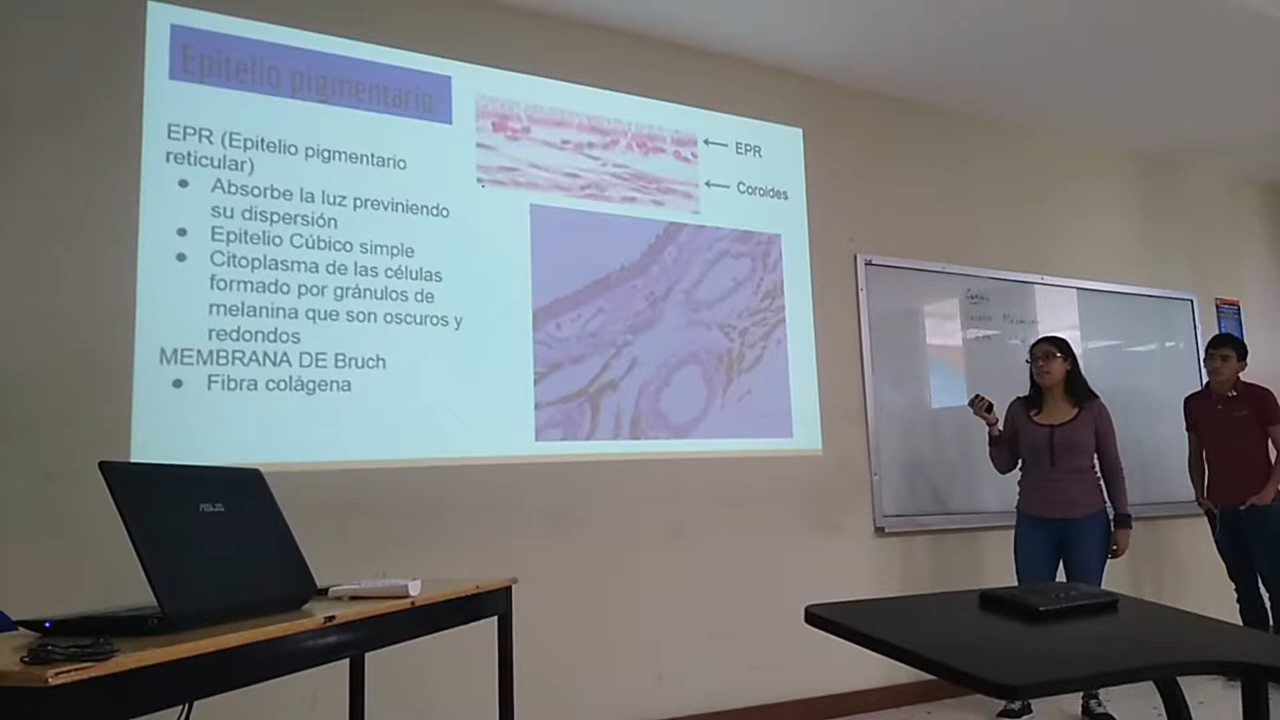 Epitelio pigmentario
EPR (Epitelio pigmentario
reticular)
● Absorbe la luz previniendo
su dispersión
● Epitelio Cúbico simple
● Citoplasma de las células
formado por gránulos de
melanina que son oscuros y
redondos
MEMBRANA DE Bruch
● Fibra colágena
EPR
Coroides
ASUS